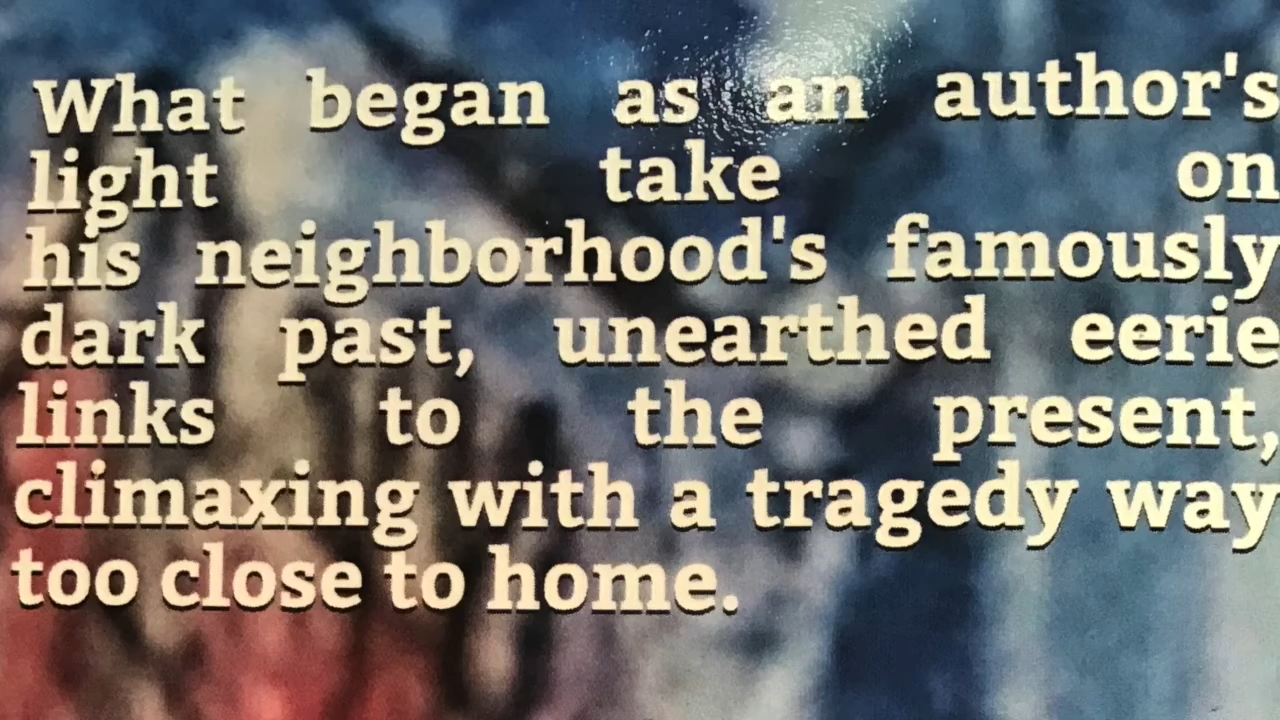 What began as an author's
light take on
his neighborhood's famously
dark past, unearthed eerie
links to the present,
climaxing with a tragedy way
too close to home.